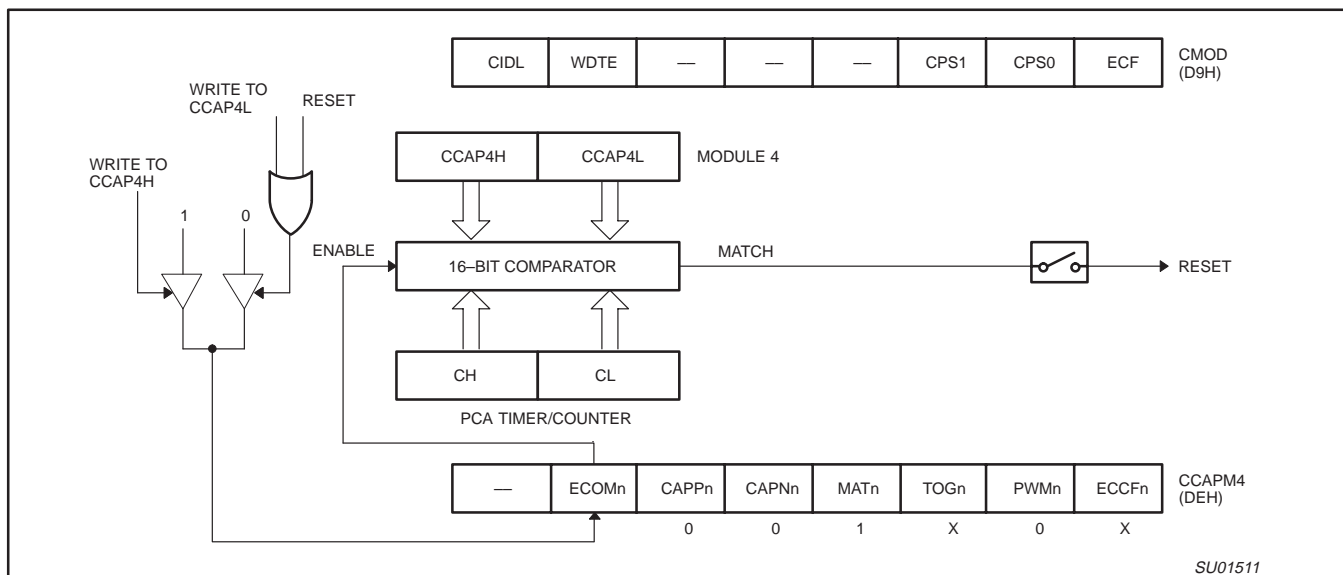 CIDL WDTE — — — CPS1 CPS0 ECF
CMOD
(D9H)
WRITE TO
CCAP4L
RESET
WRITE TO
CCAP4H
1 0
CCAP4H CCAP4L
MODULE 4
ENABLE
16–BIT COMPARATOR
MATCH
RESET
CH CL
PCA TIMER/COUNTER
— ECOMn CAPPn CAPNn MATn TOGn PWMn ECCFn
CCAPM4
(DEH)
0 0 1 X 0 X
SU01511